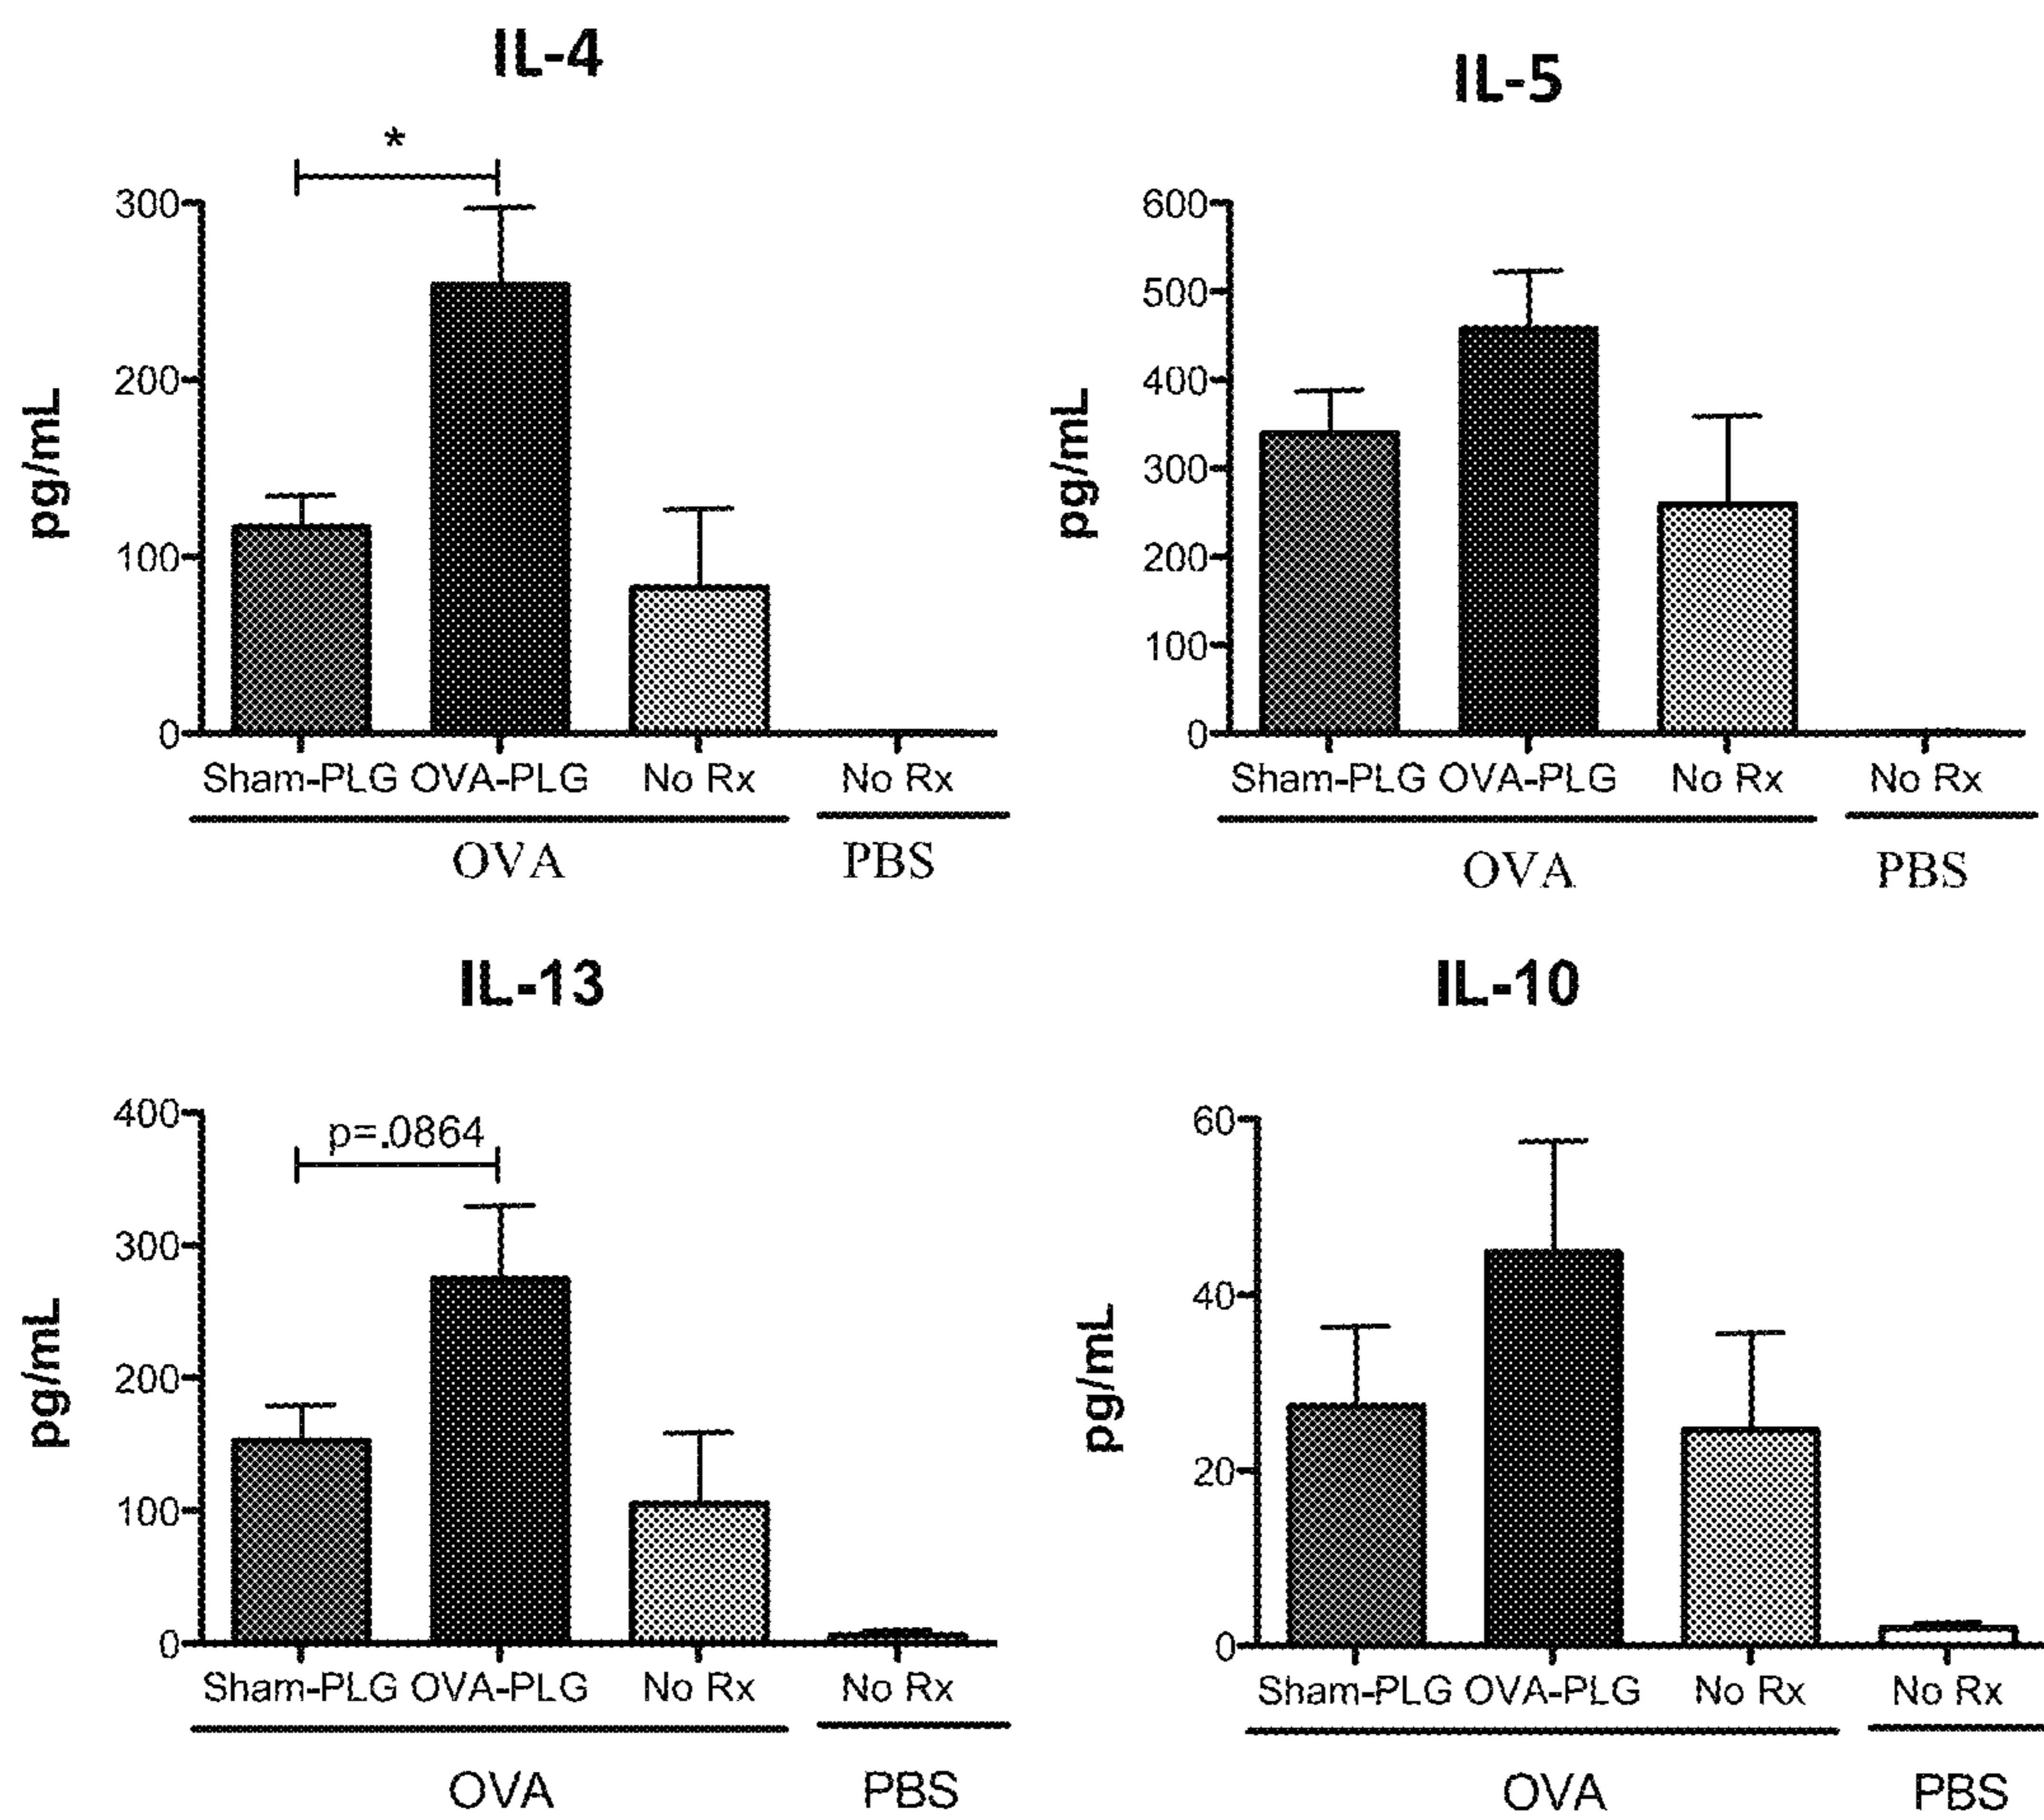 IL-4
*
300
200
100
0
pg/mL
Sham-PLG OVA-PLG No Rx No Rx
OVA PBS
IL-5
600
500
400
300
200
100
0
pg/mL
Sham-PLG OVA-PLG No Rx No Rx
OVA PBS
IL-13
p=.0864
400
300
200
100
0
pg/mL
Sham-PLG OVA-PLG No Rx No Rx
OVA PBS
IL-10
60
40
20
0
pg/mL
Sham-PLG OVA-PLG No Rx No Rx
OVA PBS